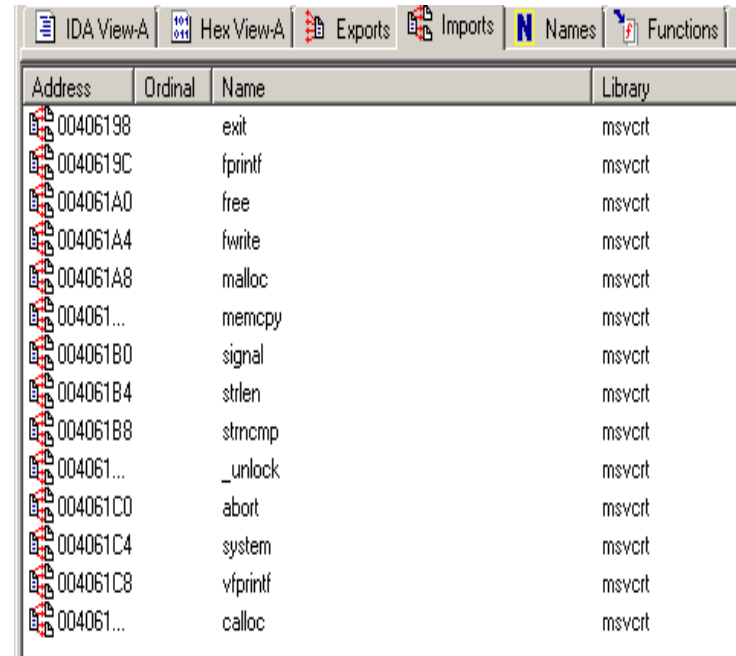 IDA View-A Hex View-A Exports Imports N Names Functions
Address Ordinal Name Library
00406198 exit msvcrt
0040619C fprintf msvcrt
004061A0 free msvcrt
004061A4 fwrite msvcrt
004061A8 malloc msvcrt
004061... memcpy msvcrt
004061B0 signal msvcrt
004061B4 strlen msvcrt
004061B8 strncmp msvcrt
004061... _unlock msvcrt
004061C0 abort msvcrt
004061C4 system msvcrt
004061C8 vfprintf msvcrt
004061... calloc msvcrt